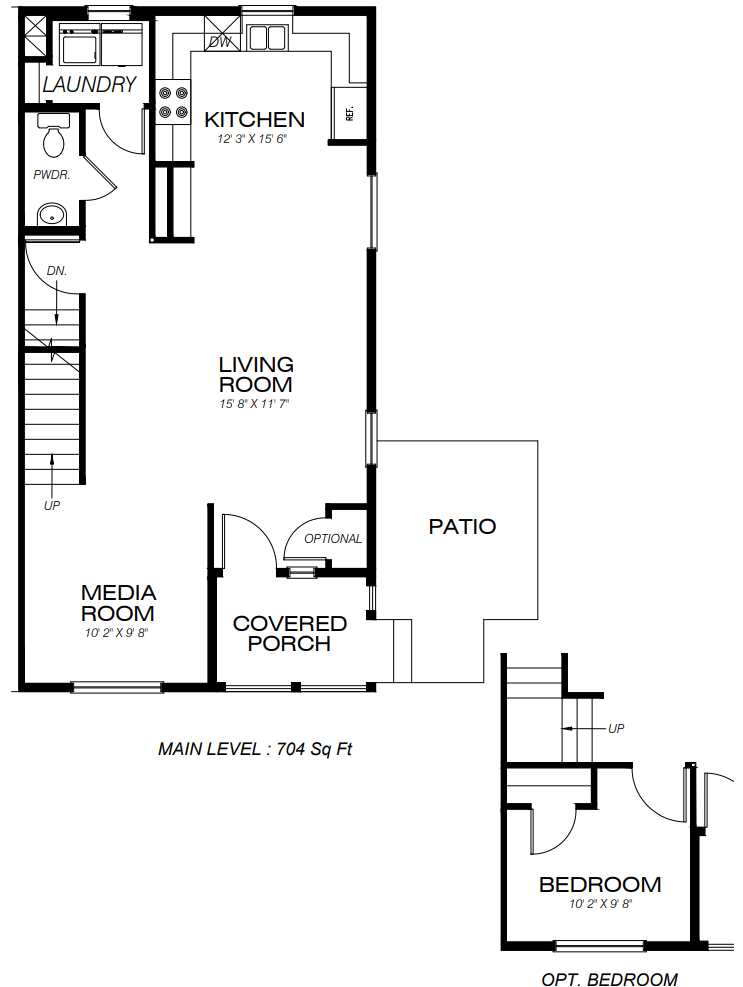 DW
LAUNDRY
KITCHEN
12' 3" X 15' 6"
REF.
PWDR.
DN.
LIVING
ROOM
15' 8" X 11' 7"
UP
OPTIONAL
PATIO
MEDIA
ROOM
10' 2" X 9' 8"
COVERED
PORCH
MAIN LEVEL : 704 Sq Ft
UP
BEDROOM
10' 2" X 9' 8"
OPT. BEDROOM